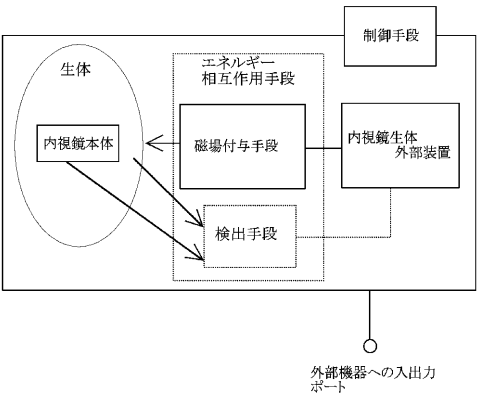 制御手段
エネルギー
相互作用手段
生体
内視鏡本体
磁場付与手段
内視鏡生体
外部装置
検出手段
外部機器への入出力
ポート